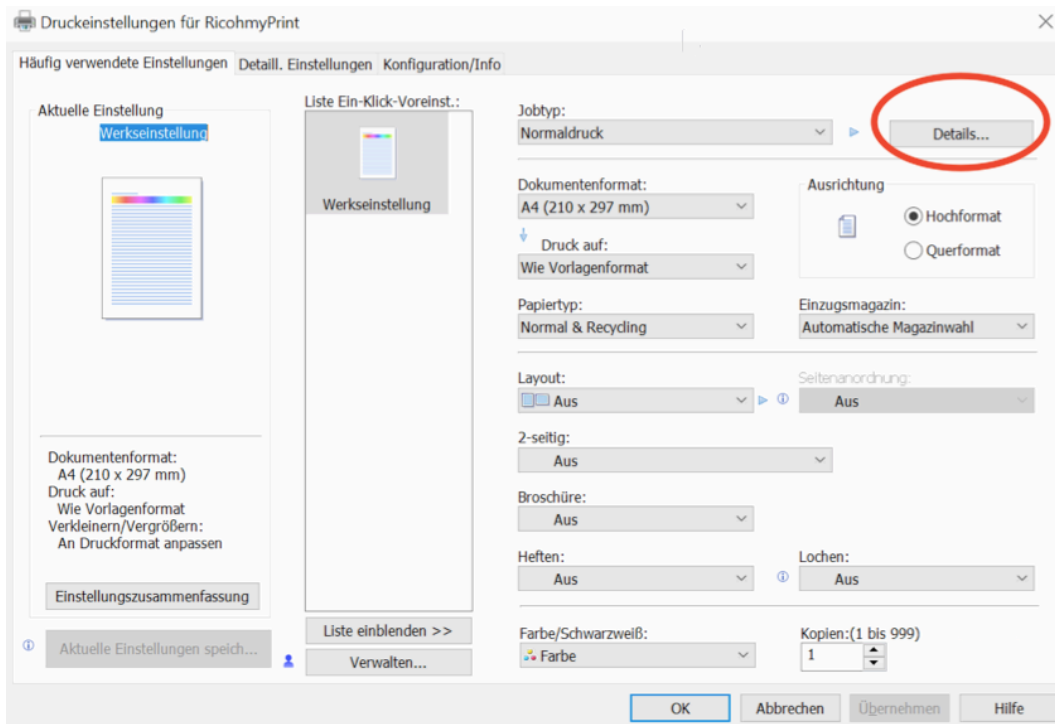 Druckeinstellungen für RicohmyPrint
Häufig verwendete Einstellungen Detaill. Einstellungen Konfiguration/Info
Aktuelle Einstellung
Werkseinstellung
Dokumentenformat:
A4 (210 x 297 mm)
Druck auf:
Wie Vorlagenformat
Verkleinern/Vergrößern:
An Druckformat anpassen
Einstellungszusammenfassung
Aktuelle Einstellungen speich...
Liste Ein-Klick-Voreinst.:
Werkseinstellung
Liste einblenden >>
Verwalten...
Jobtyp:
Normaldruck
Details...
Dokumentenformat:
A4 (210 x 297 mm)
Druck auf:
Wie Vorlagenformat
Ausrichtung
Hochformat
Querformat
Papiertyp:
Normal & Recycling
Einzugsmagazin:
Automatische Magazinwahl
Layout:
Aus
Seitenanordnung:
Aus
2-seitig:
Aus
Broschüre:
Aus
Heften:
Aus
Lochen:
Aus
Farbe/Schwarzweiß:
Farbe
Kopien:(1 bis 999)
1
OK Abbrechen Übernehmen Hilfe